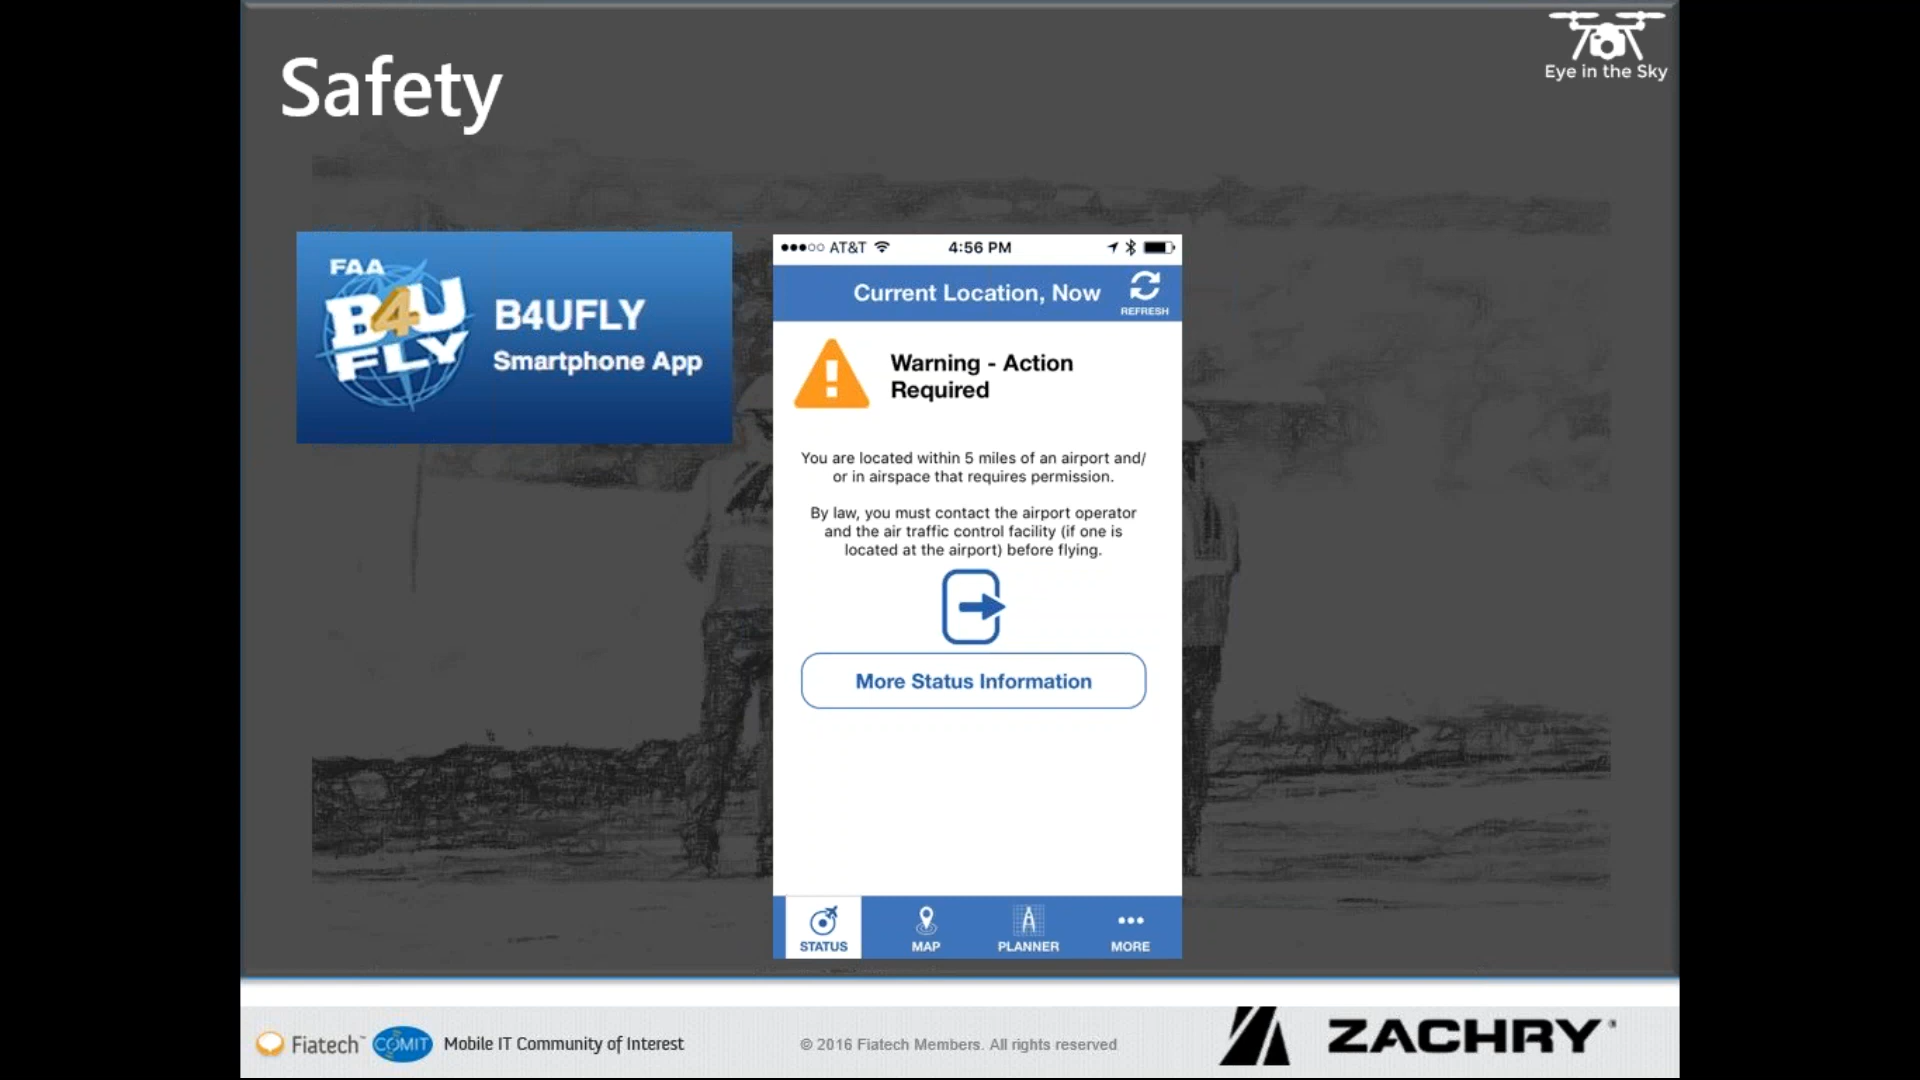 Safety
Eye in the Sky
FAA
B4U
FLY
B4UFLY
Smartphone App
AT&T 4:56 PM
Current Location, Now
REFRESH
Warning - Action
Required
You are located within 5 miles of an airport and/
or in airspace that requires permission.
By law, you must contact the airport operator
and the air traffic control facility (if one is
located at the airport) before flying.
More Status Information
STATUS MAP PLANNER MORE
Fiatech™ COMIT Mobile IT Community of Interest
© 2016 Fiatech Members. All rights reserved
ZACHRY